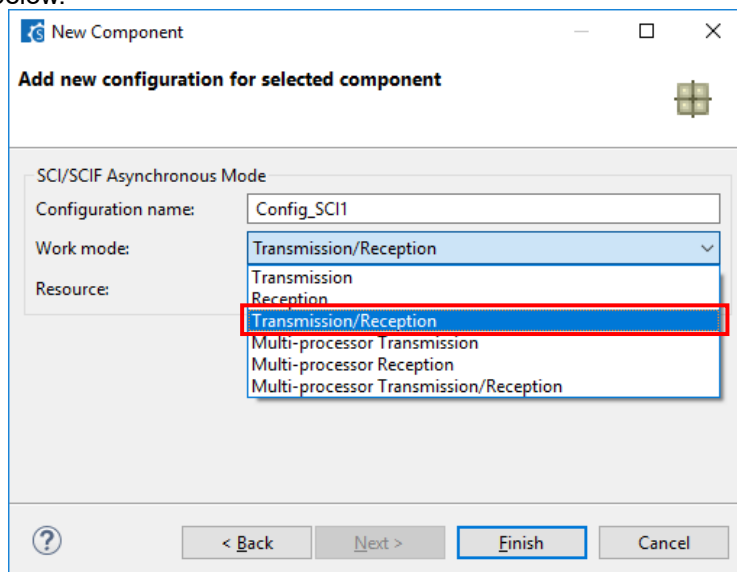 below.
New Component
Add new configuration for selected component
SCI/SCIF Asynchronous Mode
Configuration name: Config_SCI1
Work mode: Transmission/Reception
Resource:
Transmission
Reception
Transmission/Reception
Multi-processor Transmission
Multi-processor Reception
Multi-processor Transmission/Reception
? < Back Next > Finish Cancel